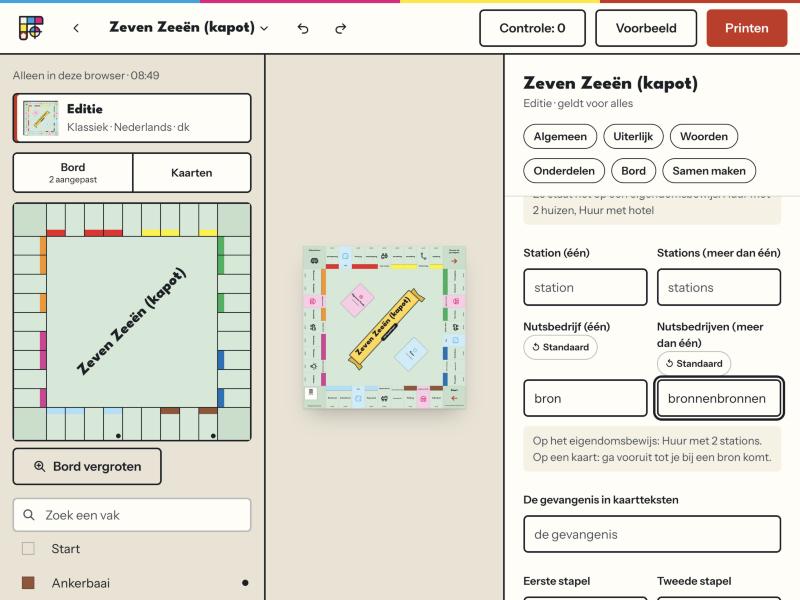 Zeven Zeeën (kapot)
Controle: 0
Voorbeeld
Printen
Alleen in deze browser · 08:49
Editie
Klassiek · Nederlands · dk
Bord
2 aangepast
Kaarten
Zeven Zeeën (kapot)
Bord vergroten
Zoek een vak
Start
Ankerbaai
Zeven Zeeën (kapot)
Zeven Zeeën (kapot)
Editie · geldt voor alles
Algemeen
Uiterlijk
Woorden
Onderdelen
Bord
Samen maken
2 huizen, Huur met hotel
Station (één)
Stations (meer dan één)
station
stations
Nutsbedrijf (één)
Nutsbedrijven (meer
dan één)
Standaard
Standaard
bron
bronnenbronnen
Op het eigendomsbewijs: Huur met 2 stations.
Op een kaart: ga vooruit tot je bij een bron komt.
De gevangenis in kaartteksten
de gevangenis
Eerste stapel
Tweede stapel